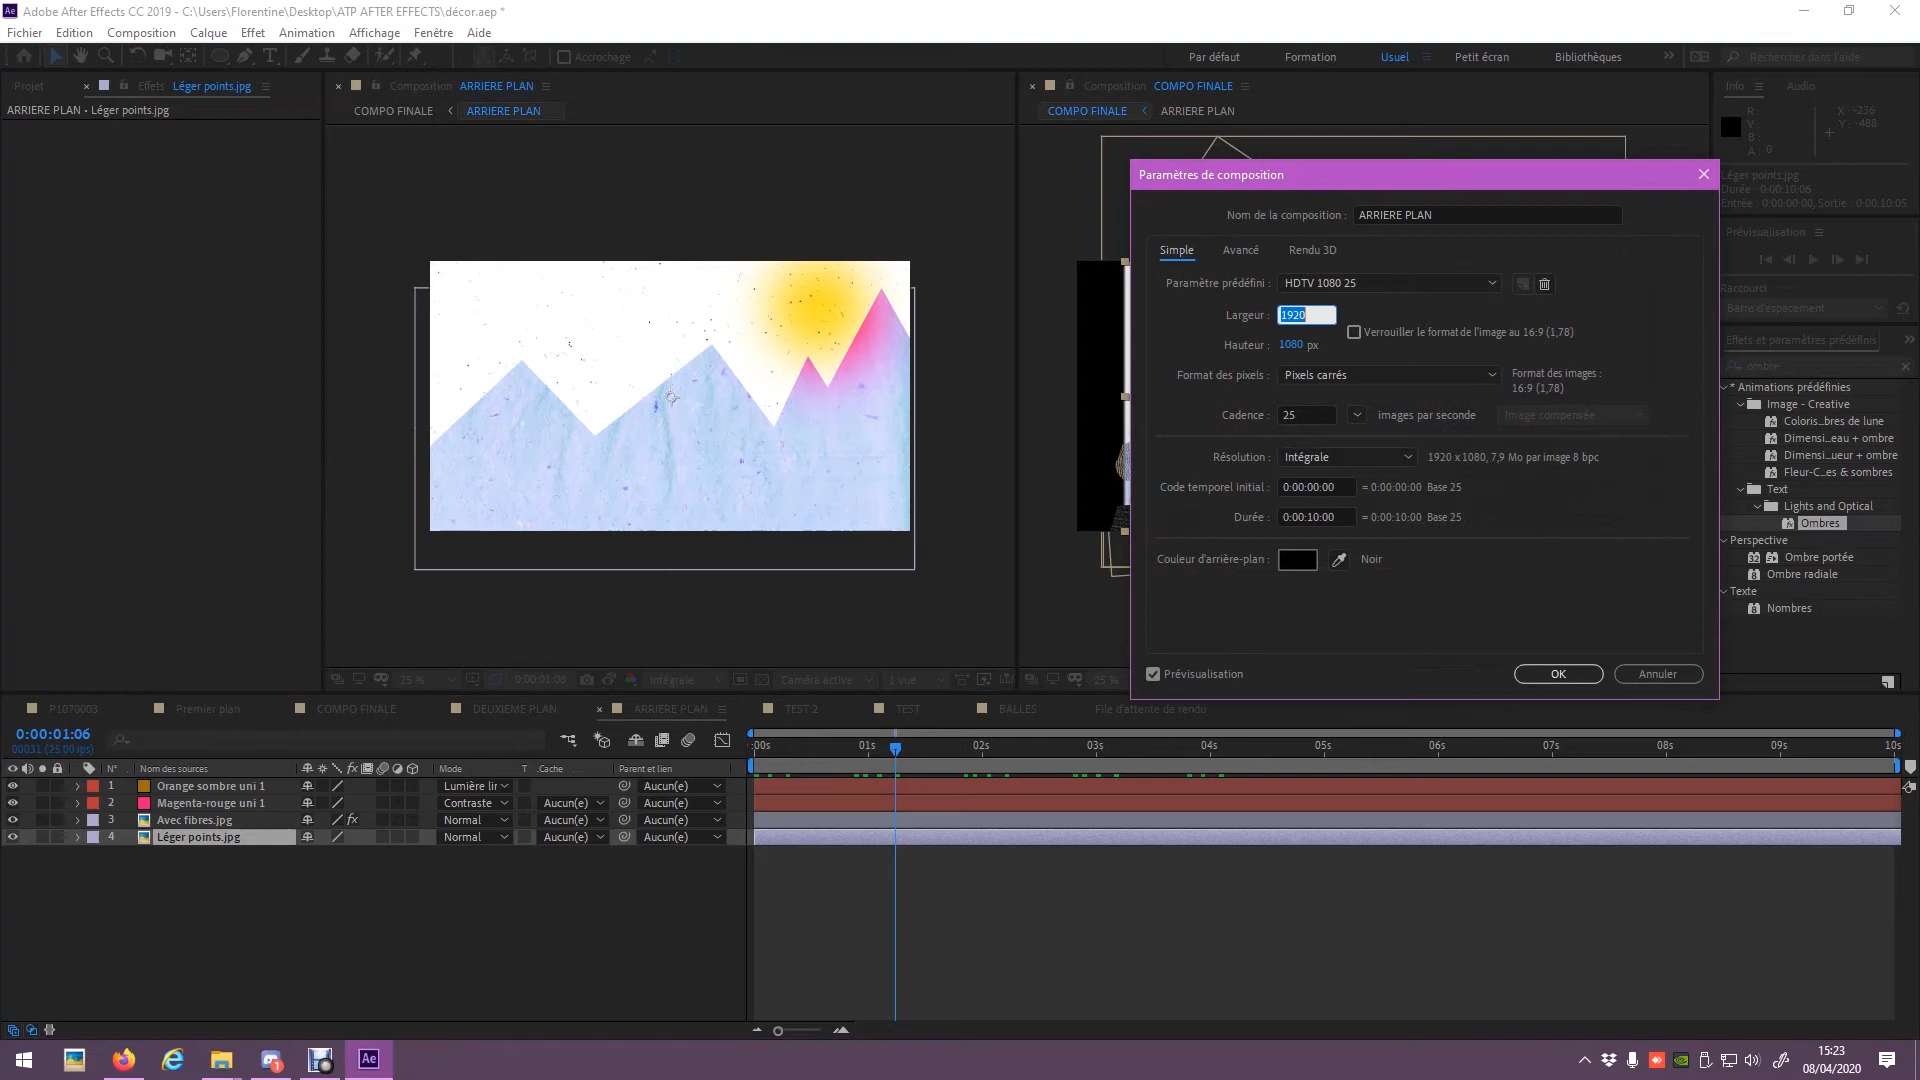 Adobe After Effects CC 2019 - C:\Users\Florentine\Desktop\ATP AFTER EFFECTS\décor.aep *
Fichier Edition Composition Calque Effet Animation Affichage Fenêtre Aide
Accrochage
Par défaut Formation Usuel Petit écran Bibliothèques
Rechercher dans l'aide
Projet
Effets Léger points.jpg
ARRIERE PLAN • Léger points.jpg
Composition ARRIERE PLAN
COMPO FINALE ARRIERE PLAN
Composition COMPO FINALE
COMPO FINALE ARRIERE PLAN
Info Audio
R :
V :
B :
A : 0
X : -236
Y : -488
Léger points.jpg
Durée : 0:00:10:06
Entrée : 0:00:00:00, Sortie : 0:00:10:05
Prévisualisation
Raccourci
Barre d'espacement
Effets et paramètres prédéfinis
ombre
* Animations prédéfinies
Image - Creative
Coloris...bres de lune
Dimensi...eau + ombre
Dimensi...ueur + ombre
Fleur-C...es & sombres
Text
Lights and Optical
Ombres
Perspective
Ombre portée
Ombre radiale
Texte
Nombres
Paramètres de composition
Nom de la composition : ARRIERE PLAN
Simple Avancé Rendu 3D
Paramètre prédéfini : HDTV 1080 25
Largeur : 1920
Verrouiller le format de l'image au 16:9 (1,78)
Hauteur : 1080 px
Format des pixels : Pixels carrés
Format des images :
16:9 (1,78)
Cadence : 25 images par seconde Image compensée
Résolution : Intégrale 1920 x 1080, 7,9 Mo par image 8 bpc
Code temporel initial : 0:00:00:00 = 0:00:00:00 Base 25
Durée : 0:00:10:00 = 0:00:10:00 Base 25
Couleur d'arrière-plan : Noir
Prévisualisation
OK Annuler
25 % 0:00:01:06 Intégrale Caméra active 1 vue
25 %
P1070003 Premier plan COMPO FINALE DEUXIEME PLAN ARRIERE PLAN TEST 2 TEST BALLES File d'attente de rendu
0:00:01:06
00031 (25.00 ips)
:00s 01s 02s 03s 04s 05s 06s 07s 08s 09s 10s
N° Nom des sources fx Mode T .Cache Parent et lien
1 Orange sombre uni 1 Lumière lir Aucun(e)
2 Magenta-rouge uni 1 Contraste Aucun(e) Aucun(e)
3 Avec fibres.jpg fx Normal Aucun(e) Aucun(e)
4 Léger points.jpg Normal Aucun(e) Aucun(e)
Ae
15:23
08/04/2020